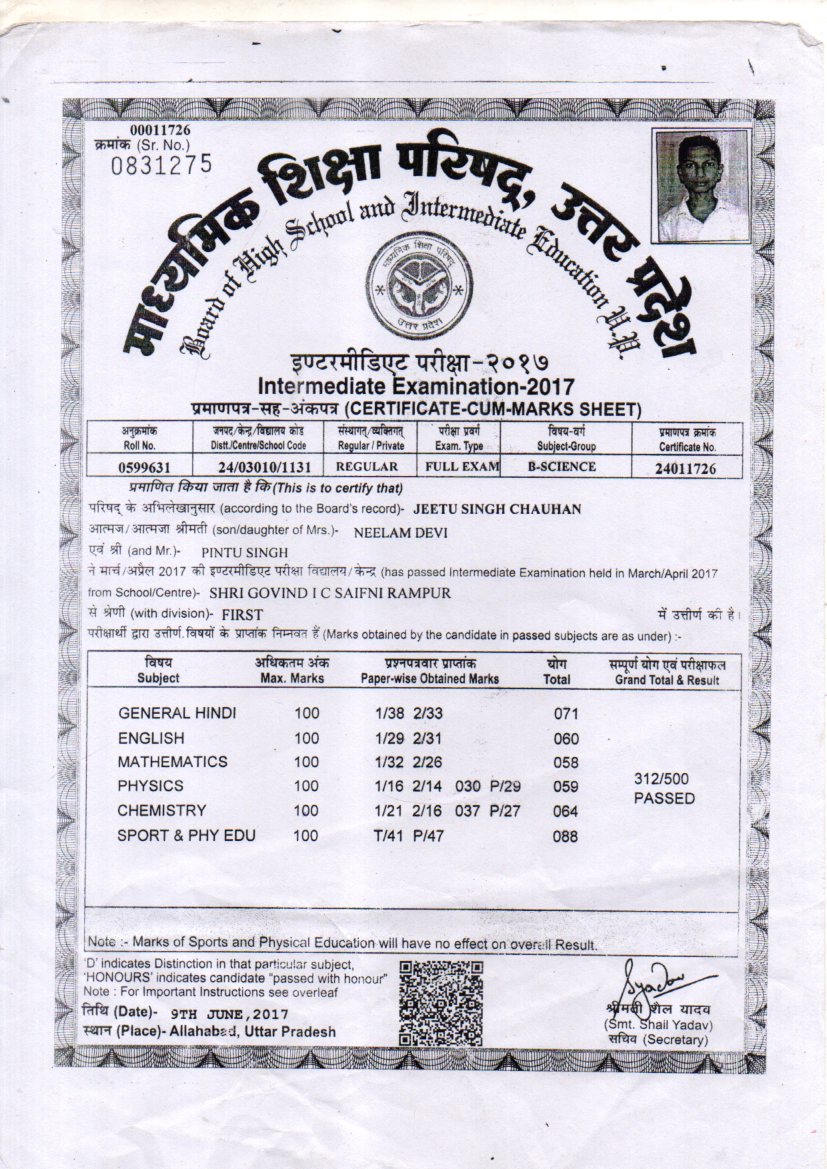 00011726
क्रमांक (Sr. No.)
0831275
माध्यमिक शिक्षा परिषद्, उत्तर प्रदेश
Board of High School and Intermediate Education U.P.
माध्यमिक शिक्षा परिषद्
उत्तर प्रदेश
इण्टरमीडिएट परीक्षा-२०१७
Intermediate Examination-2017
प्रमाणपत्र-सह-अंकपत्र (CERTIFICATE-CUM-MARKS SHEET)
अनुक्रमांक जनपद/केन्द्र/विद्यालय कोड संस्थागत्/व्यक्तिगत् परीक्षा प्रवर्ग विषय-वर्ग प्रमाणपत्र क्रमांक
Roll No. Distt./Centre/School Code Regular / Private Exam. Type Subject-Group Certificate No.
0599631 24/03010/1131 REGULAR FULL EXAM B-SCIENCE 24011726
प्रमाणित किया जाता है कि (This is to certify that)
परिषद् के अभिलेखानुसार (according to the Board's record)- JEETU SINGH CHAUHAN
आत्मज/आत्मजा श्रीमती (son/daughter of Mrs.)- NEELAM DEVI
एवं श्री (and Mr.)- PINTU SINGH
ने मार्च/अप्रैल 2017 की इण्टरमीडिएट परीक्षा विद्यालय/केन्द्र (has passed Intermediate Examination held in March/April 2017
from School/Centre)- SHRI GOVIND I C SAIFNI RAMPUR
से श्रेणी (with division)- FIRST में उत्तीर्ण की है।
परीक्षार्थी द्वारा उत्तीर्ण विषयों के प्राप्तांक निम्नवत हैं (Marks obtained by the candidate in passed subjects are as under) :-
विषय अधिकतम अंक प्रश्नपत्रवार प्राप्तांक योग सम्पूर्ण योग एवं परीक्षाफल
Subject Max. Marks Paper-wise Obtained Marks Total Grand Total & Result
GENERAL HINDI 100 1/38 2/33 071
ENGLISH 100 1/29 2/31 060
MATHEMATICS 100 1/32 2/26 058
PHYSICS 100 1/16 2/14 030 P/29 059
312/500
PASSED
CHEMISTRY 100 1/21 2/16 037 P/27 064
SPORT & PHY EDU 100 T/41 P/47 088
Note :- Marks of Sports and Physical Education will have no effect on overall Result.
'D' indicates Distinction in that particular subject,
'HONOURS' indicates candidate "passed with honour"
Note : For Important Instructions see overleaf
तिथि (Date)- 9TH JUNE,2017
स्थान (Place)- Allahabad, Uttar Pradesh
Syadav
श्रीमती शैल यादव
(Smt. Shail Yadav)
सचिव (Secretary)